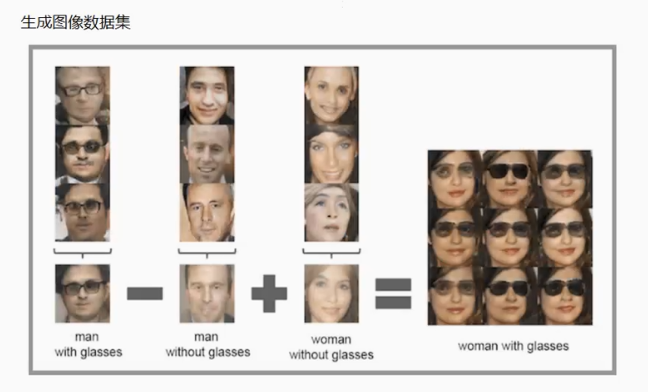 生成图像数据集
man
with glasses
man
without glasses
woman
without glasses
woman with glasses